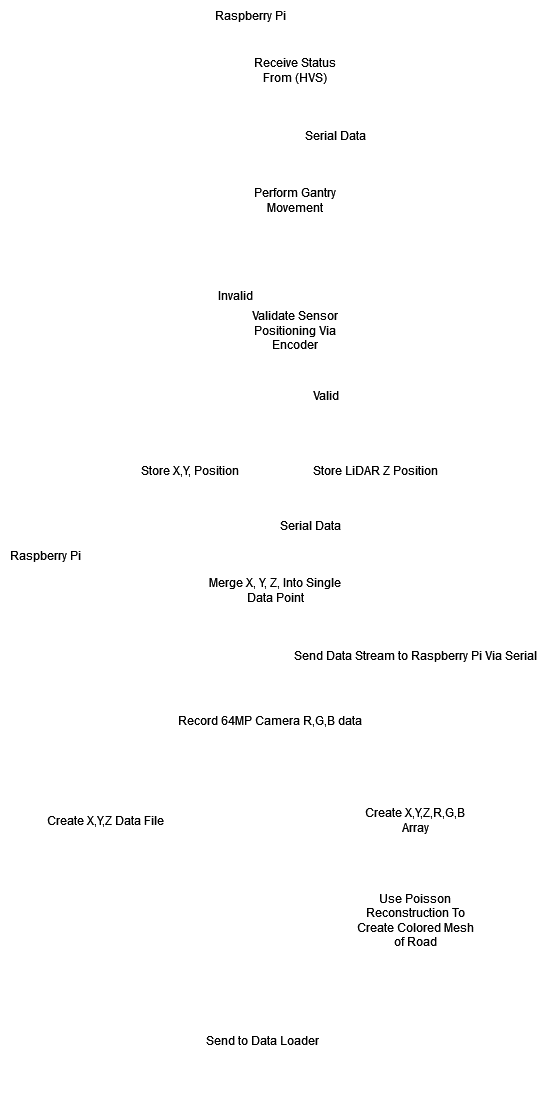 Raspberry Pi
Receive Status
From (HVS)
Serial Data
Perform Gantry
Movement
Invalid
Validate Sensor
Positioning Via
Encoder
Valid
Store X,Y, Position
Store LiDAR Z Position
Serial Data
Raspberry Pi
Merge X, Y, Z, Into Single
Data Point
Send Data Stream to Raspberry Pi Via Serial
Record 64MP Camera R,G,B data
Create X,Y,Z Data File
Create X,Y,Z,R,G,B
Array
Use Poisson
Reconstruction To
Create Colored Mesh
of Road
Send to Data Loader